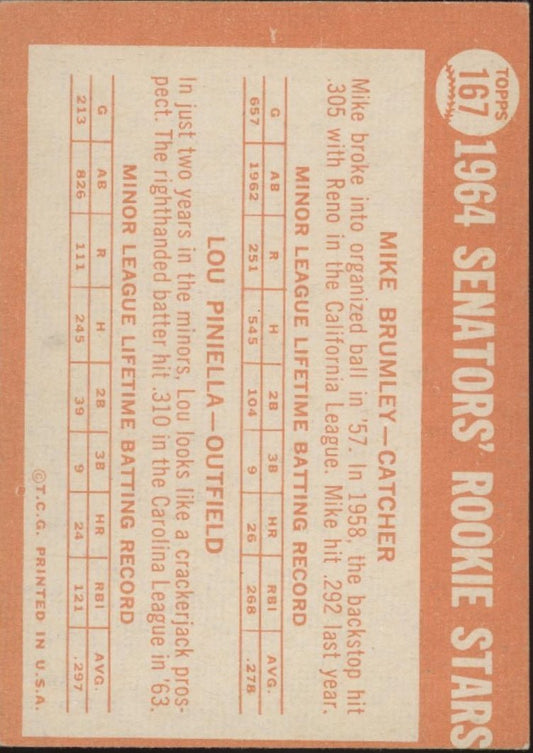 TOPPS
167
1964 SENATORS' ROOKIE STARS
MIKE BRUMLEY—CATCHER
Mike broke into organized ball in '57. In 1958, the backstop hit
.305 with Reno in the California League. Mike hit .292 last year.
MINOR LEAGUE LIFETIME BATTING RECORD
G AB R H 2B 3B HR RBI AVG.
657 1962 251 545 104 9 26 268 .278
LOU PINIELLA—OUTFIELD
In just two years in the minors, Lou looks like a crackerjack pros-
pect. The righthanded batter hit .310 in the Carolina League in '63.
MINOR LEAGUE LIFETIME BATTING RECORD
G AB R H 2B 3B HR RBI AVG.
213 826 111 245 39 9 24 121 .297
©T.C.G. PRINTED IN U.S.A.